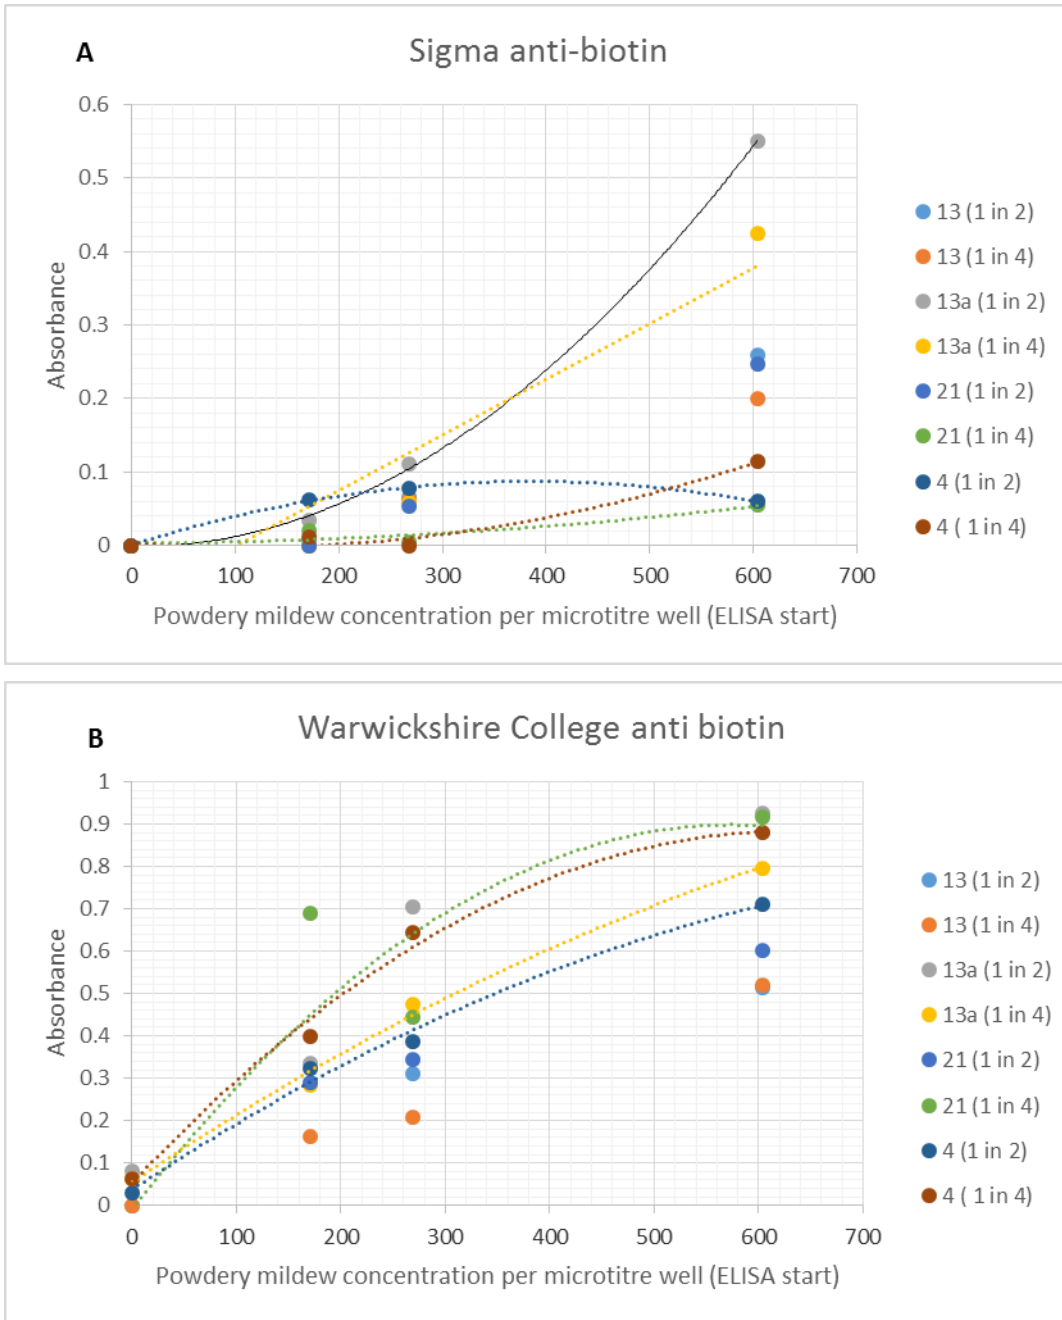 A
Sigma anti-biotin
0.6
0.5
0.4
0.3
0.2
0.1
0
Absorbance
0 100 200 300 400 500 600 700
Powdery mildew concentration per microtitre well (ELISA start)
13 (1 in 2)
13 (1 in 4)
13a (1 in 2)
13a (1 in 4)
21 (1 in 2)
21 (1 in 4)
4 (1 in 2)
4 ( 1 in 4)
B
Warwickshire College anti biotin
1
0.9
0.8
0.7
0.6
0.5
0.4
0.3
0.2
0.1
0
Absorbance
0 100 200 300 400 500 600 700
Powdery mildew concentration per microtitre well (ELISA start)
13 (1 in 2)
13 (1 in 4)
13a (1 in 2)
13a (1 in 4)
21 (1 in 2)
21 (1 in 4)
4 (1 in 2)
4 ( 1 in 4)